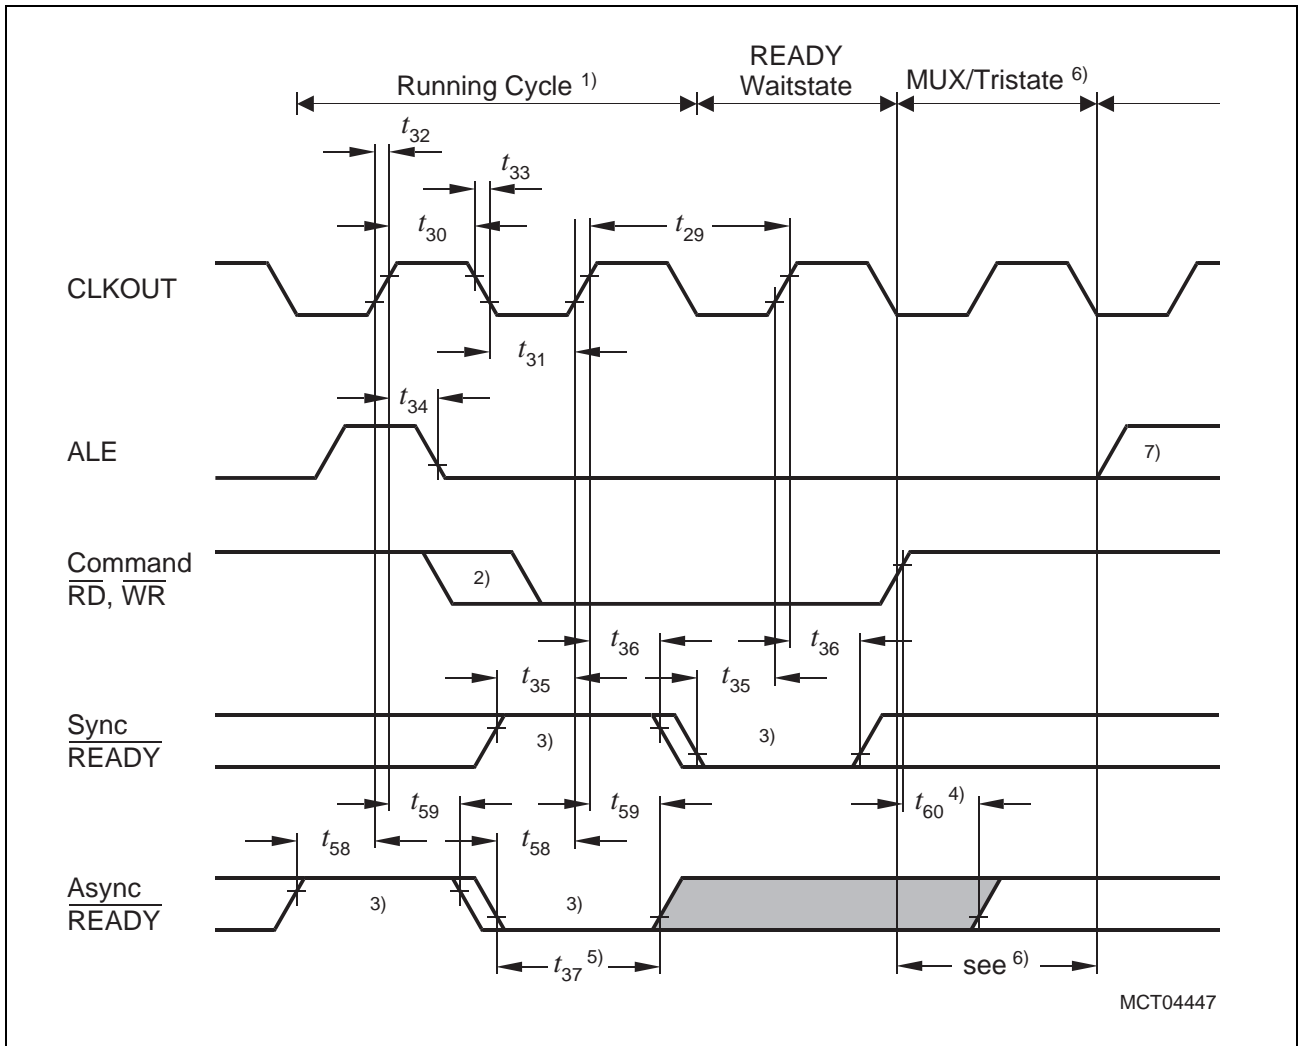 READY
Running Cycle 1)
Waitstate
MUX/Tristate 6)
t32
t33
t30
t29
CLKOUT
t31
t34
ALE
7)
Command
RD, WR
2)
t36
t36
t35
t35
Sync
READY
3)
3)
t59
t59
t60 4)
t58
t58
Async
READY
3)
3)
t37 5)
see 6)
MCT04447